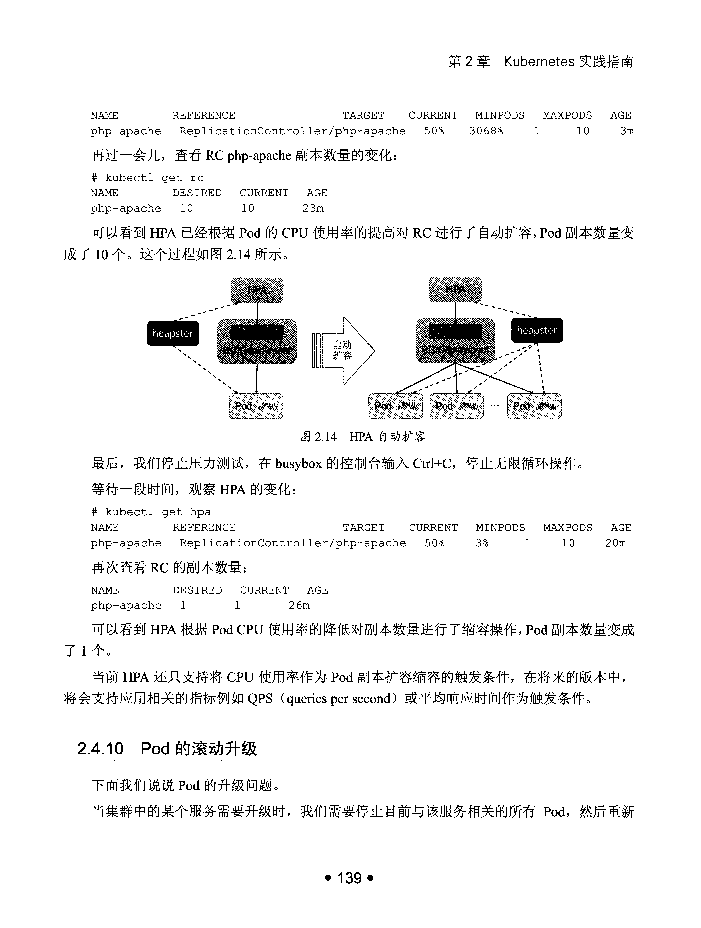 第 2 章 Kubernetes 实践指南
NAME REFERENCE TARGET CURRENT MINPODS MAXPODS AGE
php-apache ReplicationController/php-apache 50% 3068% 1 10 3m
再过一会儿，查看 RC php-apache 副本数量的变化：
# kubectl get rc
NAME DESIRED CURRENT AGE
php-apache 10 10 23m
可以看到 HPA 已经根据 Pod 的 CPU 使用率的提高对 RC 进行了自动扩容，Pod 副本数量变
成了 10 个。这个过程如图 2.14 所示。
HPA
HPA
heapster
heapster
自动
扩容
Pod
Pod
Pod
...
Pod
图 2.14 HPA 自动扩容
最后，我们停止压力测试，在 busybox 的控制台输入 Ctrl+C，停止无限循环操作。
等待一段时间，观察 HPA 的变化：
# kubectl get hpa
NAME REFERENCE TARGET CURRENT MINPODS MAXPODS AGE
php-apache ReplicationController/php-apache 50% 3% 1 10 20m
再次查看 RC 的副本数量：
NAME DESIRED CURRENT AGE
php-apache 1 1 26m
可以看到 HPA 根据 Pod CPU 使用率的降低对副本数量进行了缩容操作，Pod 副本数量变成
了 1 个。
当前 HPA 还只支持将 CPU 使用率作为 Pod 副本扩容缩容的触发条件，在将来的版本中，
将会支持应用相关的指标例如 QPS（queries per second）或平均响应时间作为触发条件。
2.4.10 Pod 的滚动升级
下面我们说说 Pod 的升级问题。
当集群中的某个服务需要升级时，我们需要停止目前与该服务相关的所有 Pod，然后重新
• 139 •